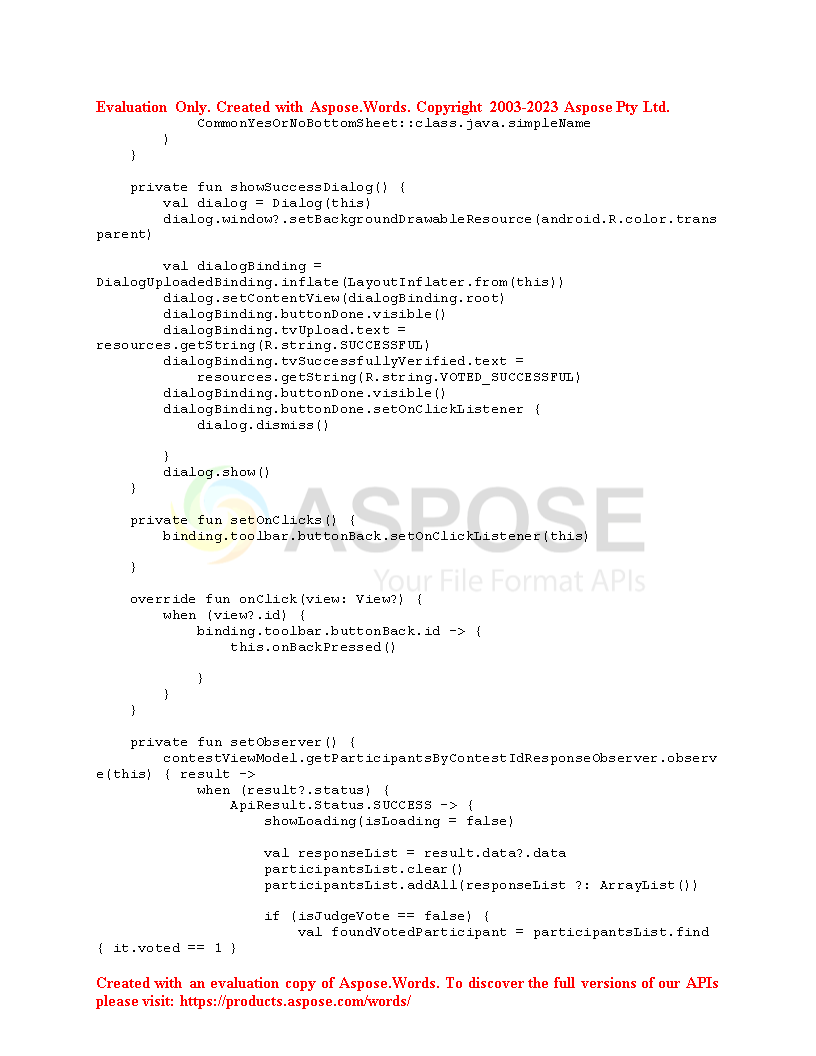 Evaluation Only. Created with Aspose.Words. Copyright 2003-2023 Aspose Pty Ltd.
            CommonYesOrNoBottomSheet::class.java.simpleName
        )
    }

    private fun showSuccessDialog() {
        val dialog = Dialog(this)
        dialog.window?.setBackgroundDrawableResource(android.R.color.trans
parent)

        val dialogBinding =
DialogUploadedBinding.inflate(LayoutInflater.from(this))
        dialog.setContentView(dialogBinding.root)
        dialogBinding.buttonDone.visible()
        dialogBinding.tvUpload.text =
resources.getString(R.string.SUCCESSFUL)
        dialogBinding.tvSuccessfullyVerified.text =
            resources.getString(R.string.VOTED_SUCCESSFUL)
        dialogBinding.buttonDone.visible()
        dialogBinding.buttonDone.setOnClickListener {
            dialog.dismiss()

        }
        dialog.show()
    }

ASPOSE
    private fun setOnClicks() {
        binding.toolbar.buttonBack.setOnClickListener(this)

    }
Your File Format APIs

    override fun onClick(view: View?) {
        when (view?.id) {
            binding.toolbar.buttonBack.id -> {
                this.onBackPressed()

            }
        }
    }

    private fun setObserver() {
        contestViewModel.getParticipantsByContestIdResponseObserver.observ
e(this) { result ->
            when (result?.status) {
                ApiResult.Status.SUCCESS -> {
                    showLoading(isLoading = false)

                    val responseList = result.data?.data
                    participantsList.clear()
                    participantsList.addAll(responseList ?: ArrayList())

                    if (isJudgeVote == false) {
                        val foundVotedParticipant = participantsList.find
{ it.voted == 1 }
Created with an evaluation copy of Aspose.Words. To discover the full versions of our APIs
please visit: https://products.aspose.com/words/